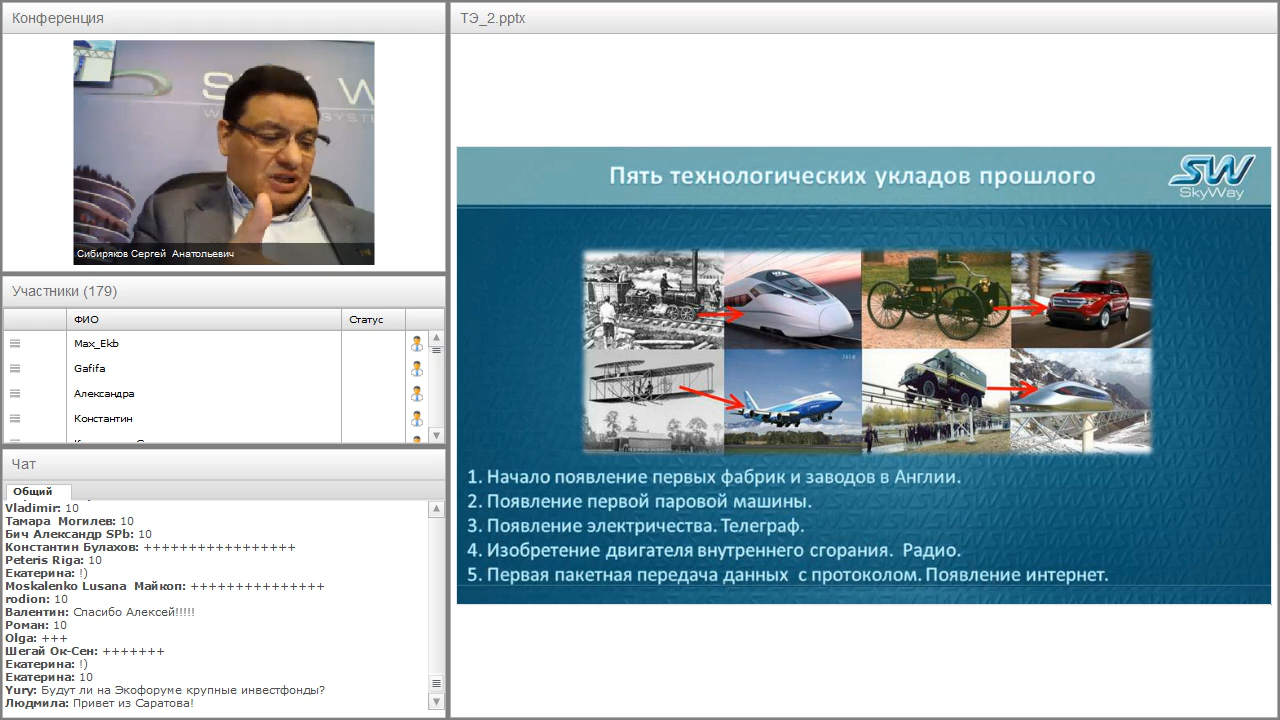 Конференция
SKY W
Сибиряков Сергей Анатольевич
Участники (179)
ФИО Статус
Max_Ekb
Gafifa
Александра
Константин
Чат
Общий
Vladimir: 10
Тамара Могилев: 10
Бич Александр SPb: 10
Константин Булахов: +++++++++++++++++
Peteris Riga: 10
Екатерина: !)
Moskalenko Lusana Майкоп: +++++++++++++++
rodion: 10
Валентин: Спасибо Алексей!!!!!
Роман: 10
Olga: +++
Шегай Ок-Сен: +++++++
Екатерина: !)
Екатерина: 10
Yury: Будут ли на Экофоруме крупные инвестфонды?
Людмила: Привет из Саратова!
ТЭ_2.pptx
Пять технологических укладов прошлого
SW
SkyWay
1. Начало появление первых фабрик и заводов в Англии.
2. Появление первой паровой машины.
3. Появление электричества. Телеграф.
4. Изобретение двигателя внутреннего сгорания. Радио.
5. Первая пакетная передача данных с протоколом. Появление интернет.